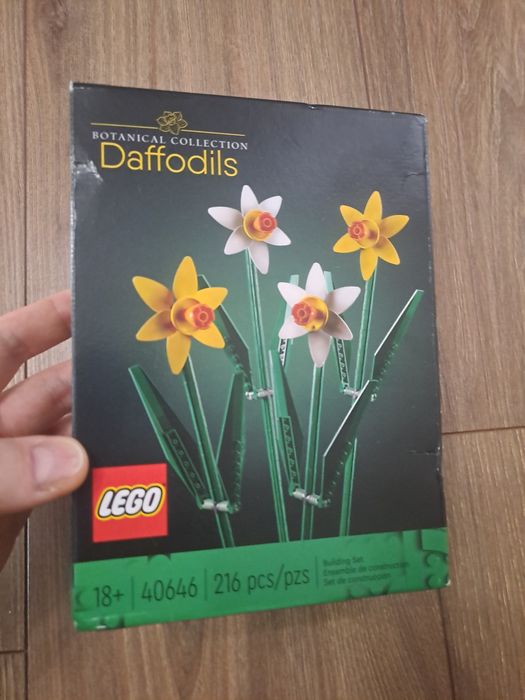 BOTANICAL COLLECTION
Daffodils
LEGO
18+ 40646 216 pcs/pzs
Building Set
Ensemble de construction
Set de construcción